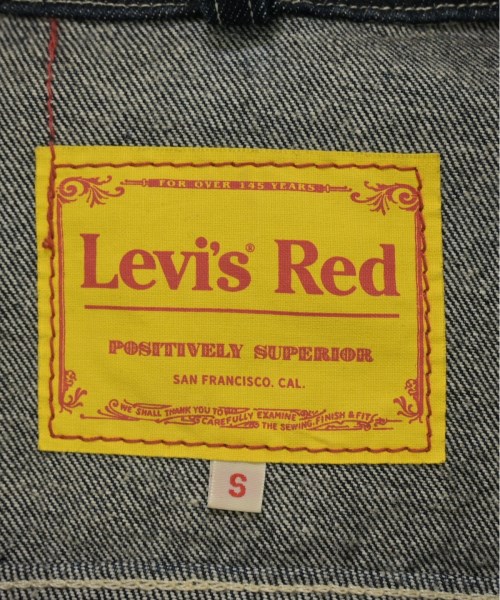 FOR OVER 145 YEARS
Levi's® Red
POSITIVELY SUPERIOR
SAN FRANCISCO. CAL.
WE SHALL THANK YOU TO
CAREFULLY EXAMINE
THE SEWING, FINISH & FIT
S